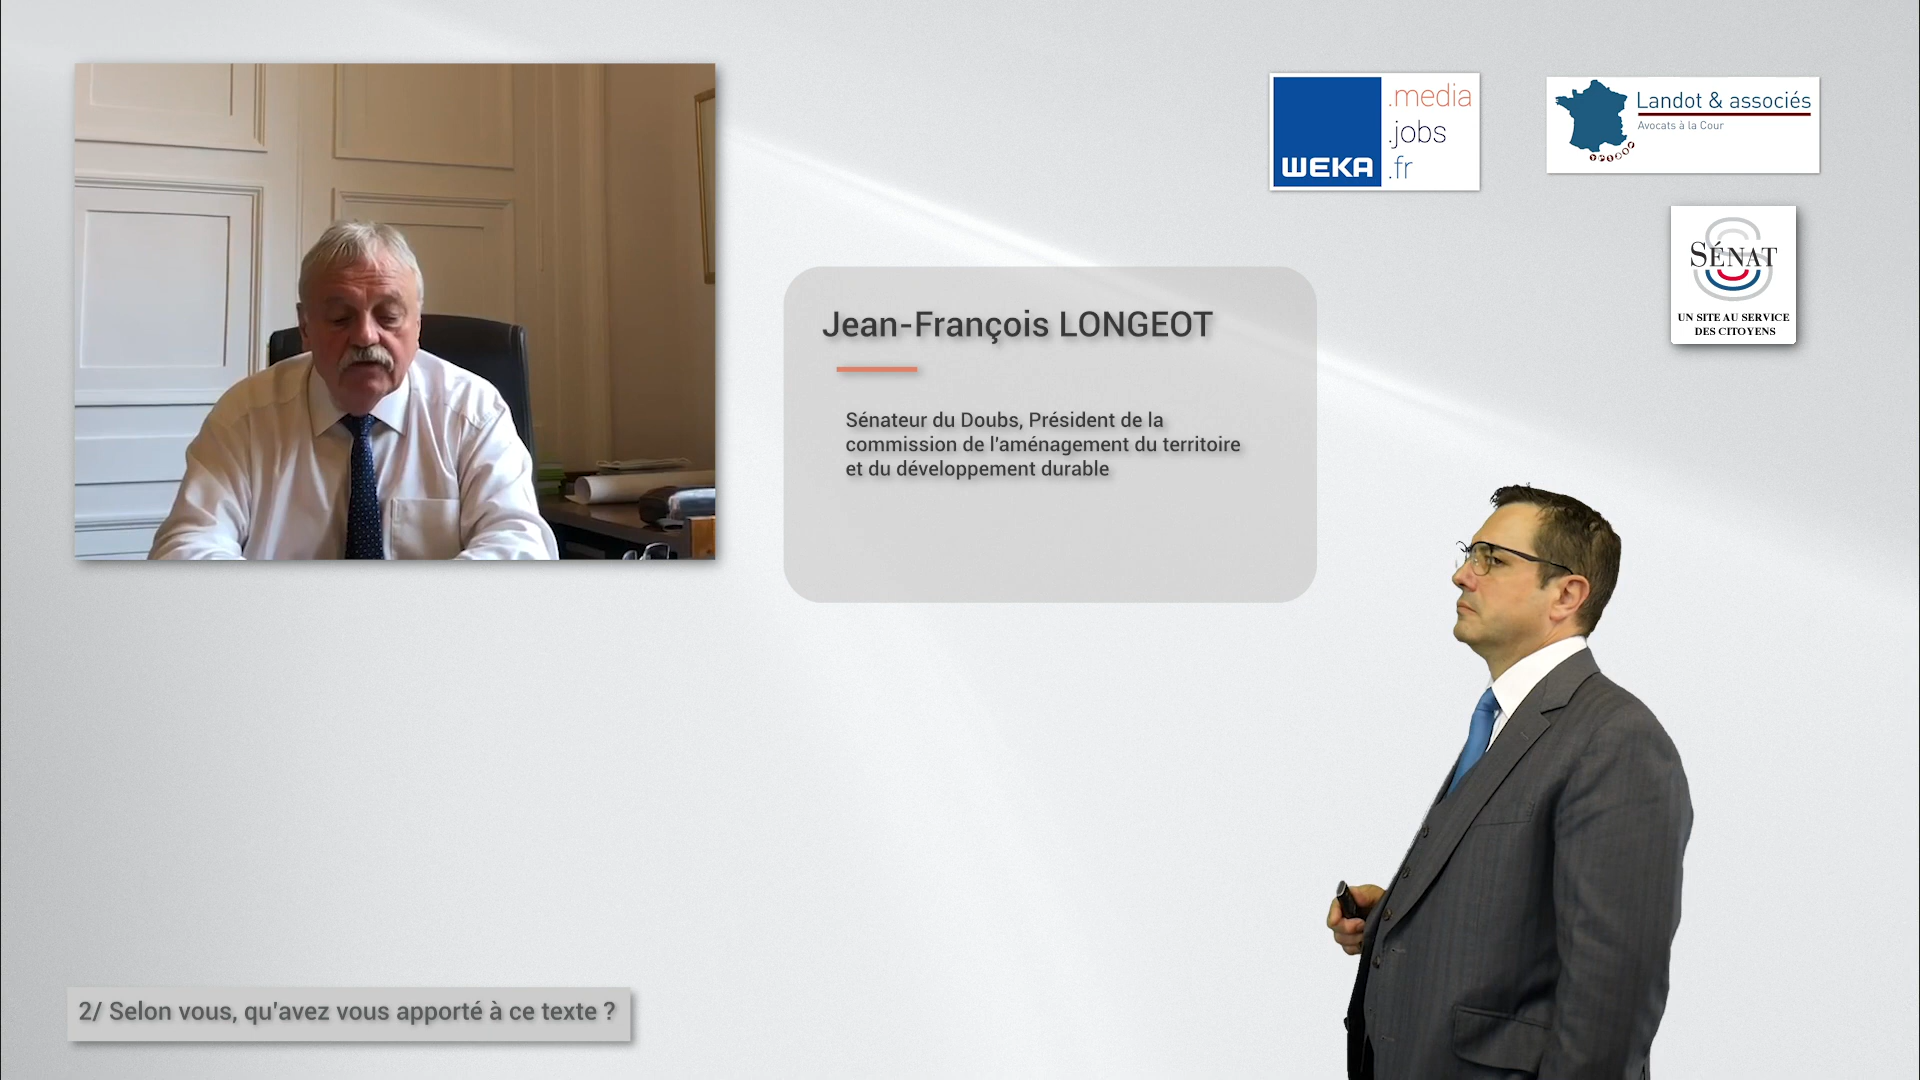 .media
.jobs
WEKA .fr
Landot & associés
Avocats à la Cour
SÉNAT
UN SITE AU SERVICE
DES CITOYENS
Jean-François LONGEOT
Sénateur du Doubs, Président de la
commission de l'aménagement du territoire
et du développement durable
2/ Selon vous, qu'avez vous apporté à ce texte ?